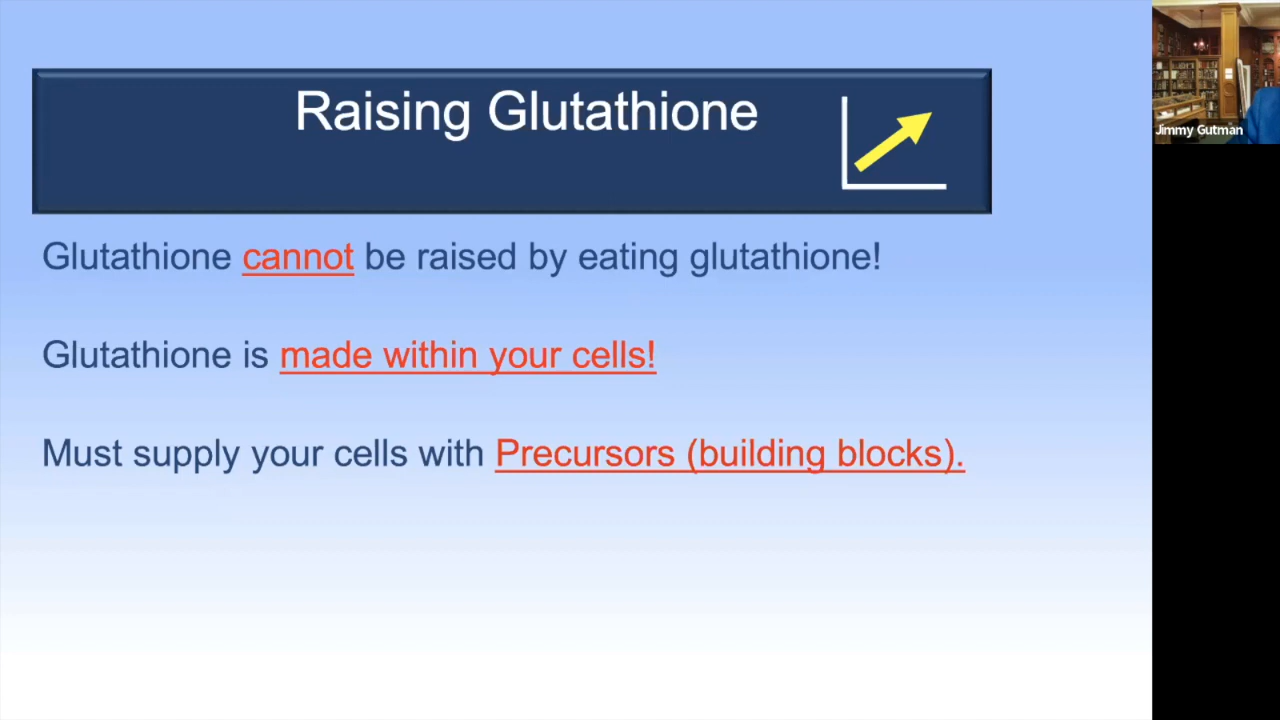 Raising Glutathione
Glutathione cannot be raised by eating glutathione!
Glutathione is made within your cells!
Must supply your cells with Precursors (building blocks).
Jimmy Gutman